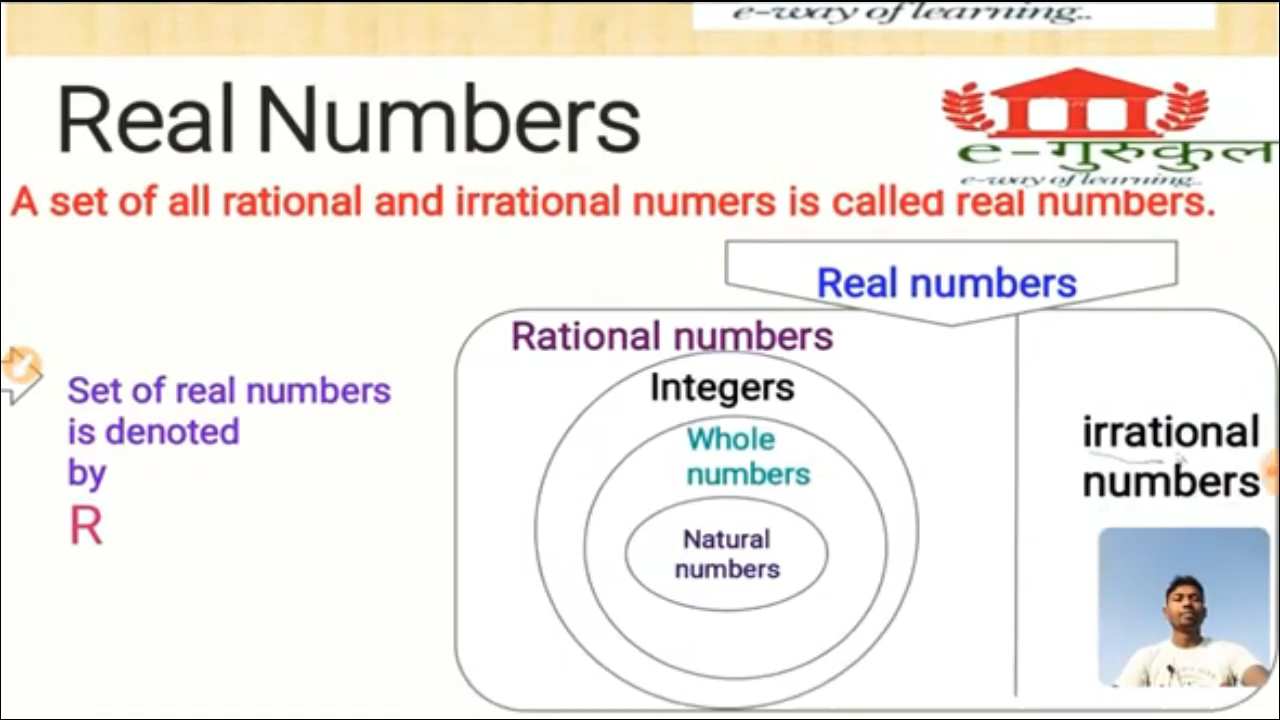 e-way of learning..
Real Numbers
e-गुरुकुल
e-way of learning..
A set of all rational and irrational numers is called real numbers.
Real numbers
Rational numbers
Integers
Set of real numbers
is denoted
by
R
Whole
numbers
irrational
numbers
Natural
numbers